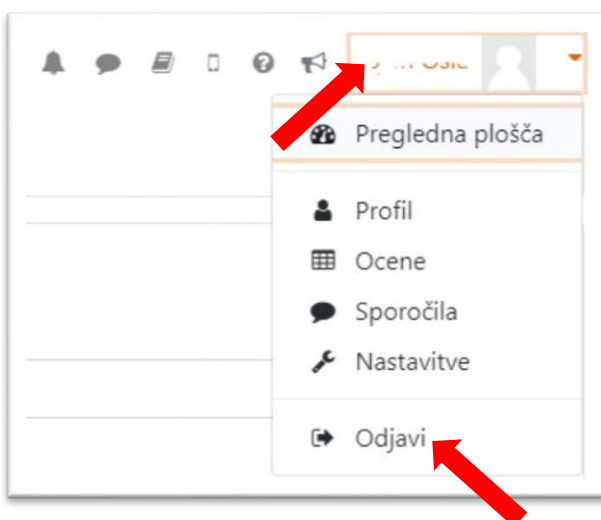 Pregledna plošča
Profil
Ocene
Sporočila
Nastavitve
Odjavi